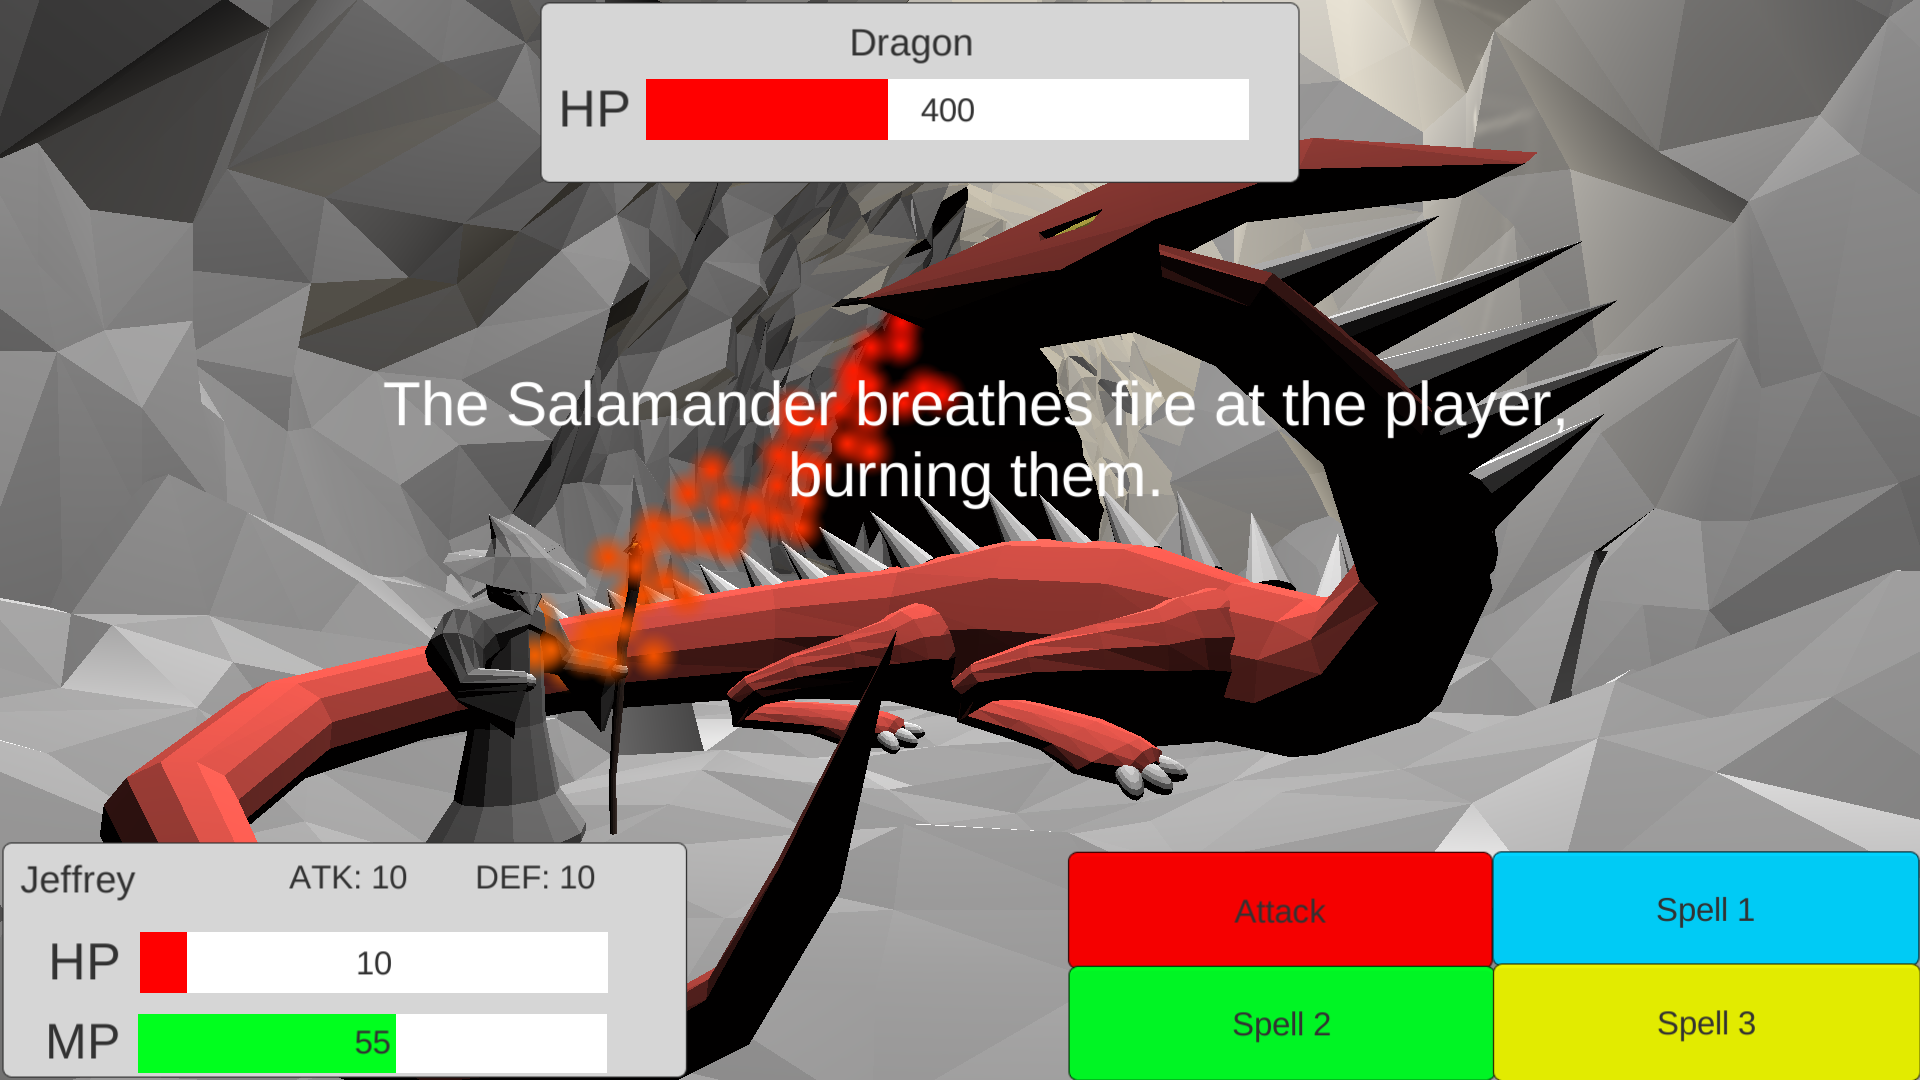 Dragon
HP 400
The Salamander breathes fire at the player,
burning them.
Jeffrey ATK: 10 DEF: 10
HP 10
MP 55
Attack Spell 1
Spell 2 Spell 3